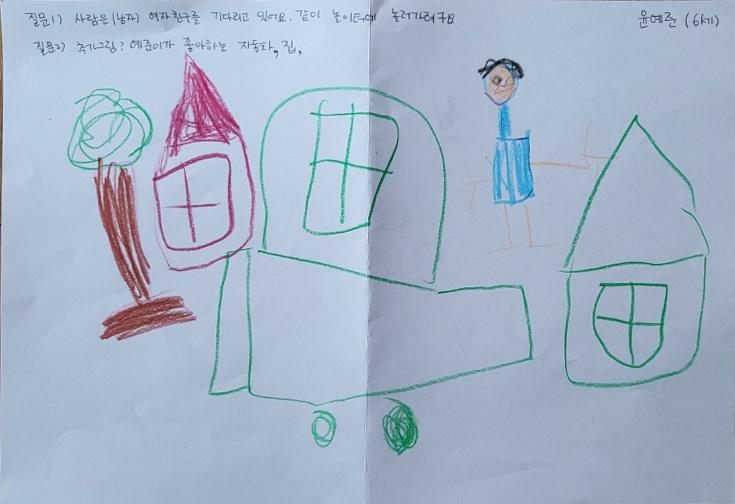 질문1) 사람은(남자) 여자친구를 기다리고 있어요. 같이 놀이터에 놀러가려구요
윤예준 (6세)
질문2) 추가그림? 예준이가 좋아하는 자동차, 집,